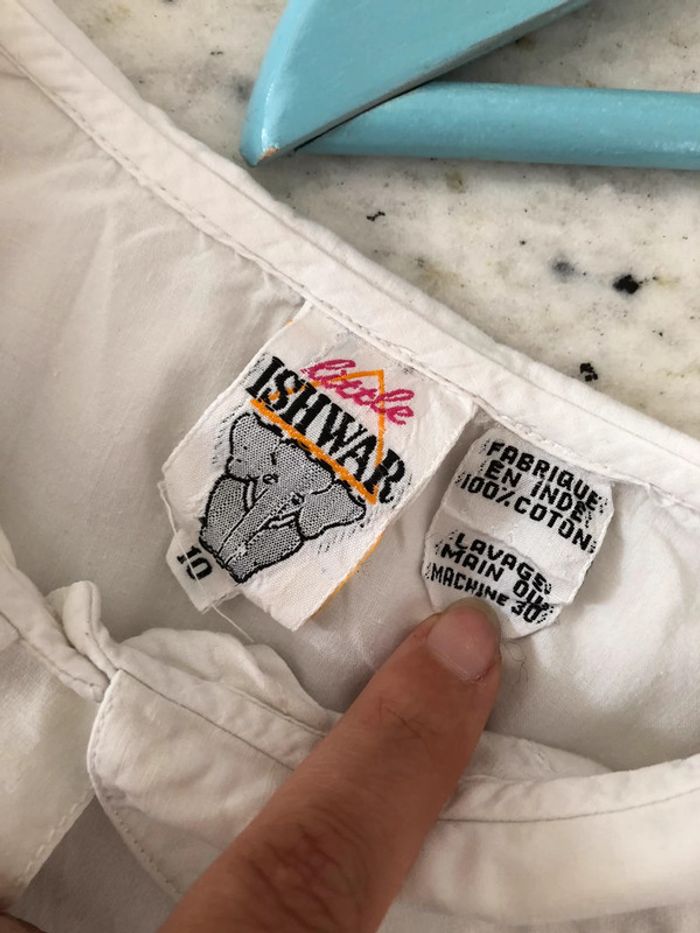 little
ISHWAR
10
FABRIQUE
EN INDE
100% COTON
LAVAGE
MAIN OU
MACHINE 30°